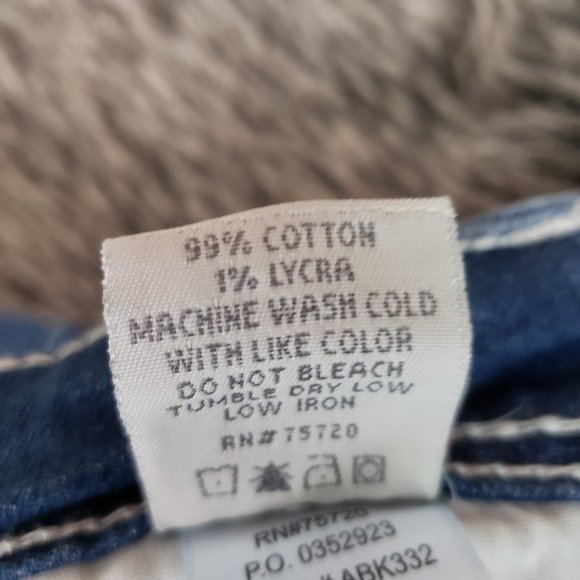 99% COTTON
1% LYCRA
MACHINE WASH COLD
WITH LIKE COLOR
DO NOT BLEACH
TUMBLE DRY LOW
LOW IRON
RN# 75720
RN#75720
P.O. 0352923
ABK332